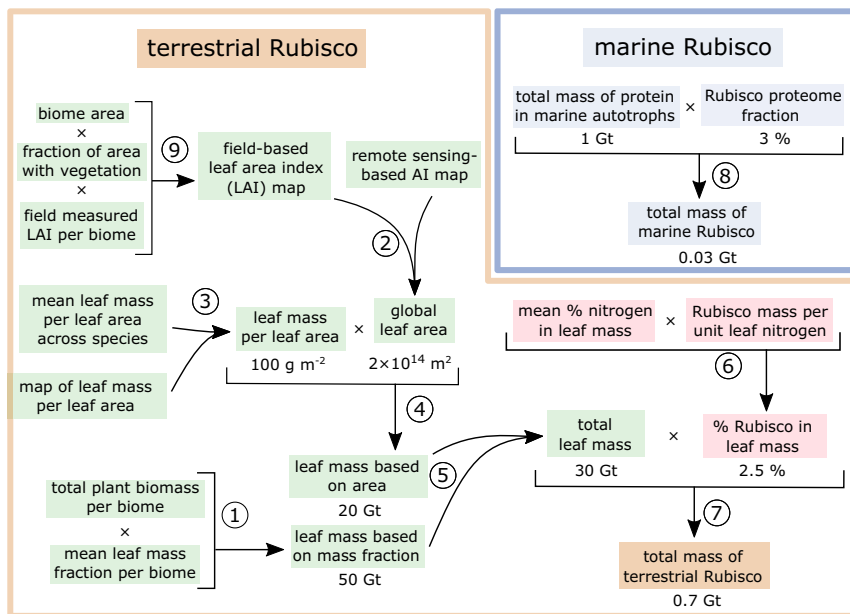 terrestrial Rubisco
biome area
×
fraction of area
with vegetation
×
field measured
LAI per biome
9
field-based
leaf area index
(LAI) map
remote sensing-
based AI map
2
mean leaf mass
per leaf area
across species
3
map of leaf mass
per leaf area
leaf mass
per leaf area
×
global
leaf area
100 g m-2
2×10^14 m^2
4
leaf mass based
on area
20 Gt
5
total plant biomass
per biome
×
mean leaf mass
fraction per biome
1
leaf mass based
on mass fraction
50 Gt
marine Rubisco
total mass of protein
in marine autotrophs
×
Rubisco proteome
fraction
1 Gt
3 %
8
total mass of
marine Rubisco
0.03 Gt
mean % nitrogen
in leaf mass
×
Rubisco mass per
unit leaf nitrogen
6
total
leaf mass
×
% Rubisco in
leaf mass
30 Gt
2.5 %
7
total mass of
terrestrial Rubisco
0.7 Gt